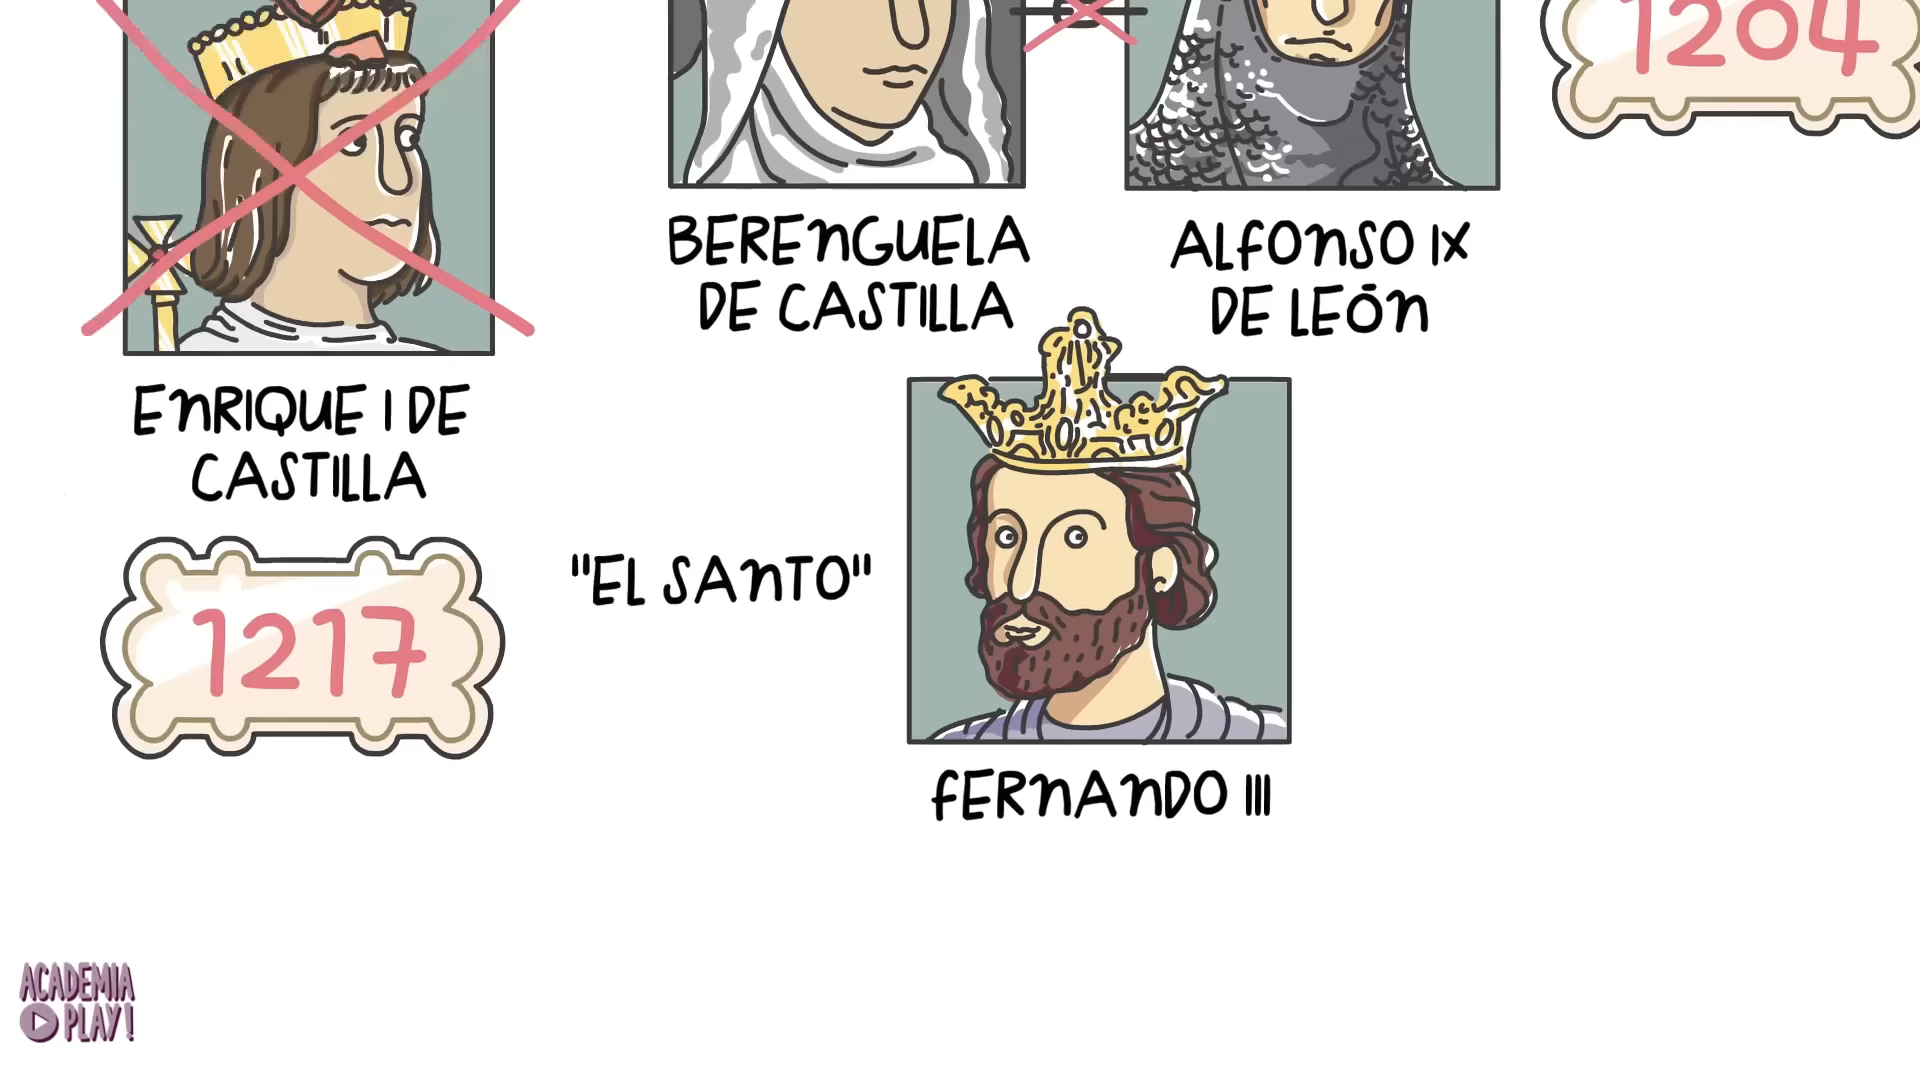 1204
BERENGUELA
DE CASTILLA
ALFONSO IX
DE LEÓN
ENRIQUE I DE
CASTILLA
1217
"EL SANTO"
FERNANDO III
ACADEMIA
PLAY!